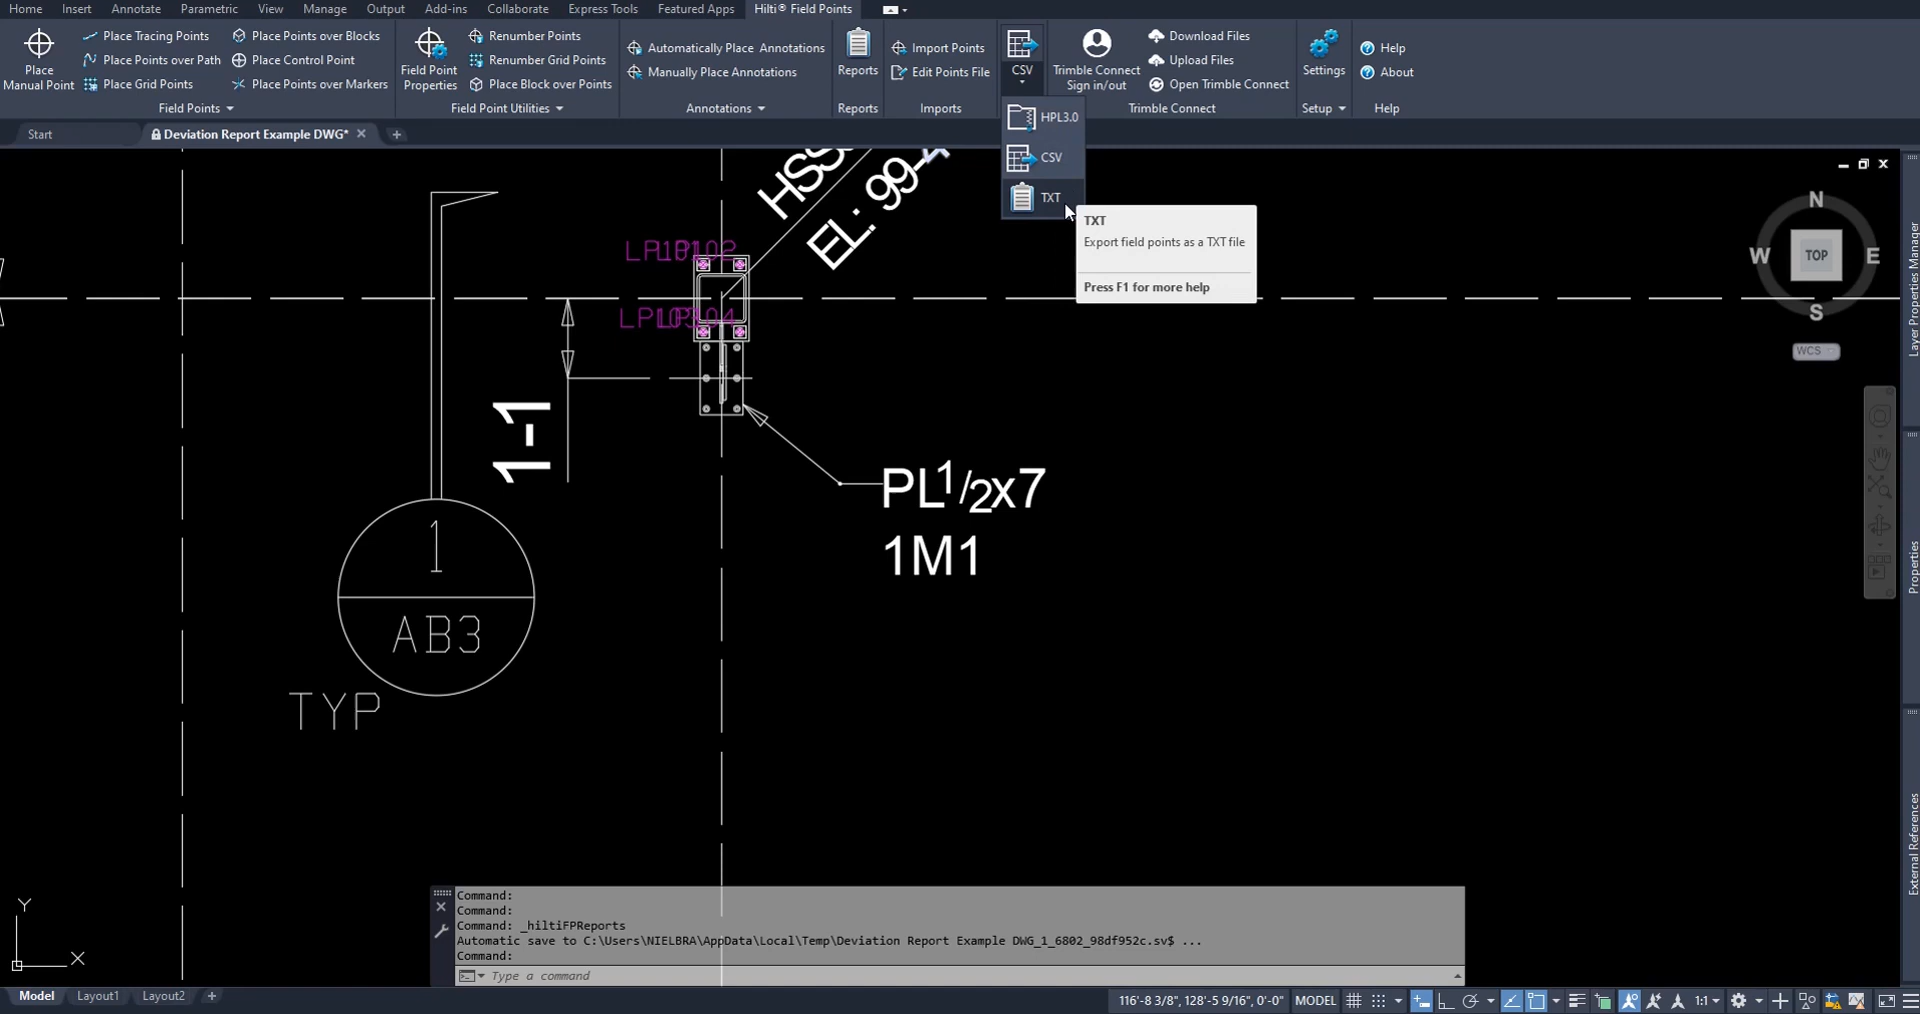 Home Insert Annotate Parametric View Manage Output Add-ins Collaborate Express Tools Featured Apps Hilti® Field Points
Place Manual Point
Place Tracing Points
Place Points over Path
Place Grid Points
Place Points over Blocks
Place Control Point
Place Points over Markers
Field Points
Field Point Properties
Renumber Points
Renumber Grid Points
Place Block over Points
Field Point Utilities
Automatically Place Annotations
Manually Place Annotations
Annotations
Reports
Reports
Import Points
Edit Points File
Imports
CSV
HPL3.0
CSV
TXT
Trimble Connect Sign in/out
Download Files
Upload Files
Open Trimble Connect
Trimble Connect
Settings
Setup
Help
About
Help
Start
Deviation Report Example DWG*
TXT
Export field points as a TXT file
Press F1 for more help
N
W TOP E
S
WCS
HSS
EL: 99-4
1-1
PL1/2x7
1M1
1
AB3
TYP
Layer Properties Manager
Properties
External References
Y
X
Command:
Command:
Command: _hiltiFPReports
Automatic save to C:\Users\NIELBRA\AppData\Local\Temp\Deviation Report Example DWG_1_6802_98df952c.sv$ ...
Command:
Type a command
Model Layout1 Layout2
116'-8 3/8", 128'-5 9/16", 0'-0" MODEL 1:1